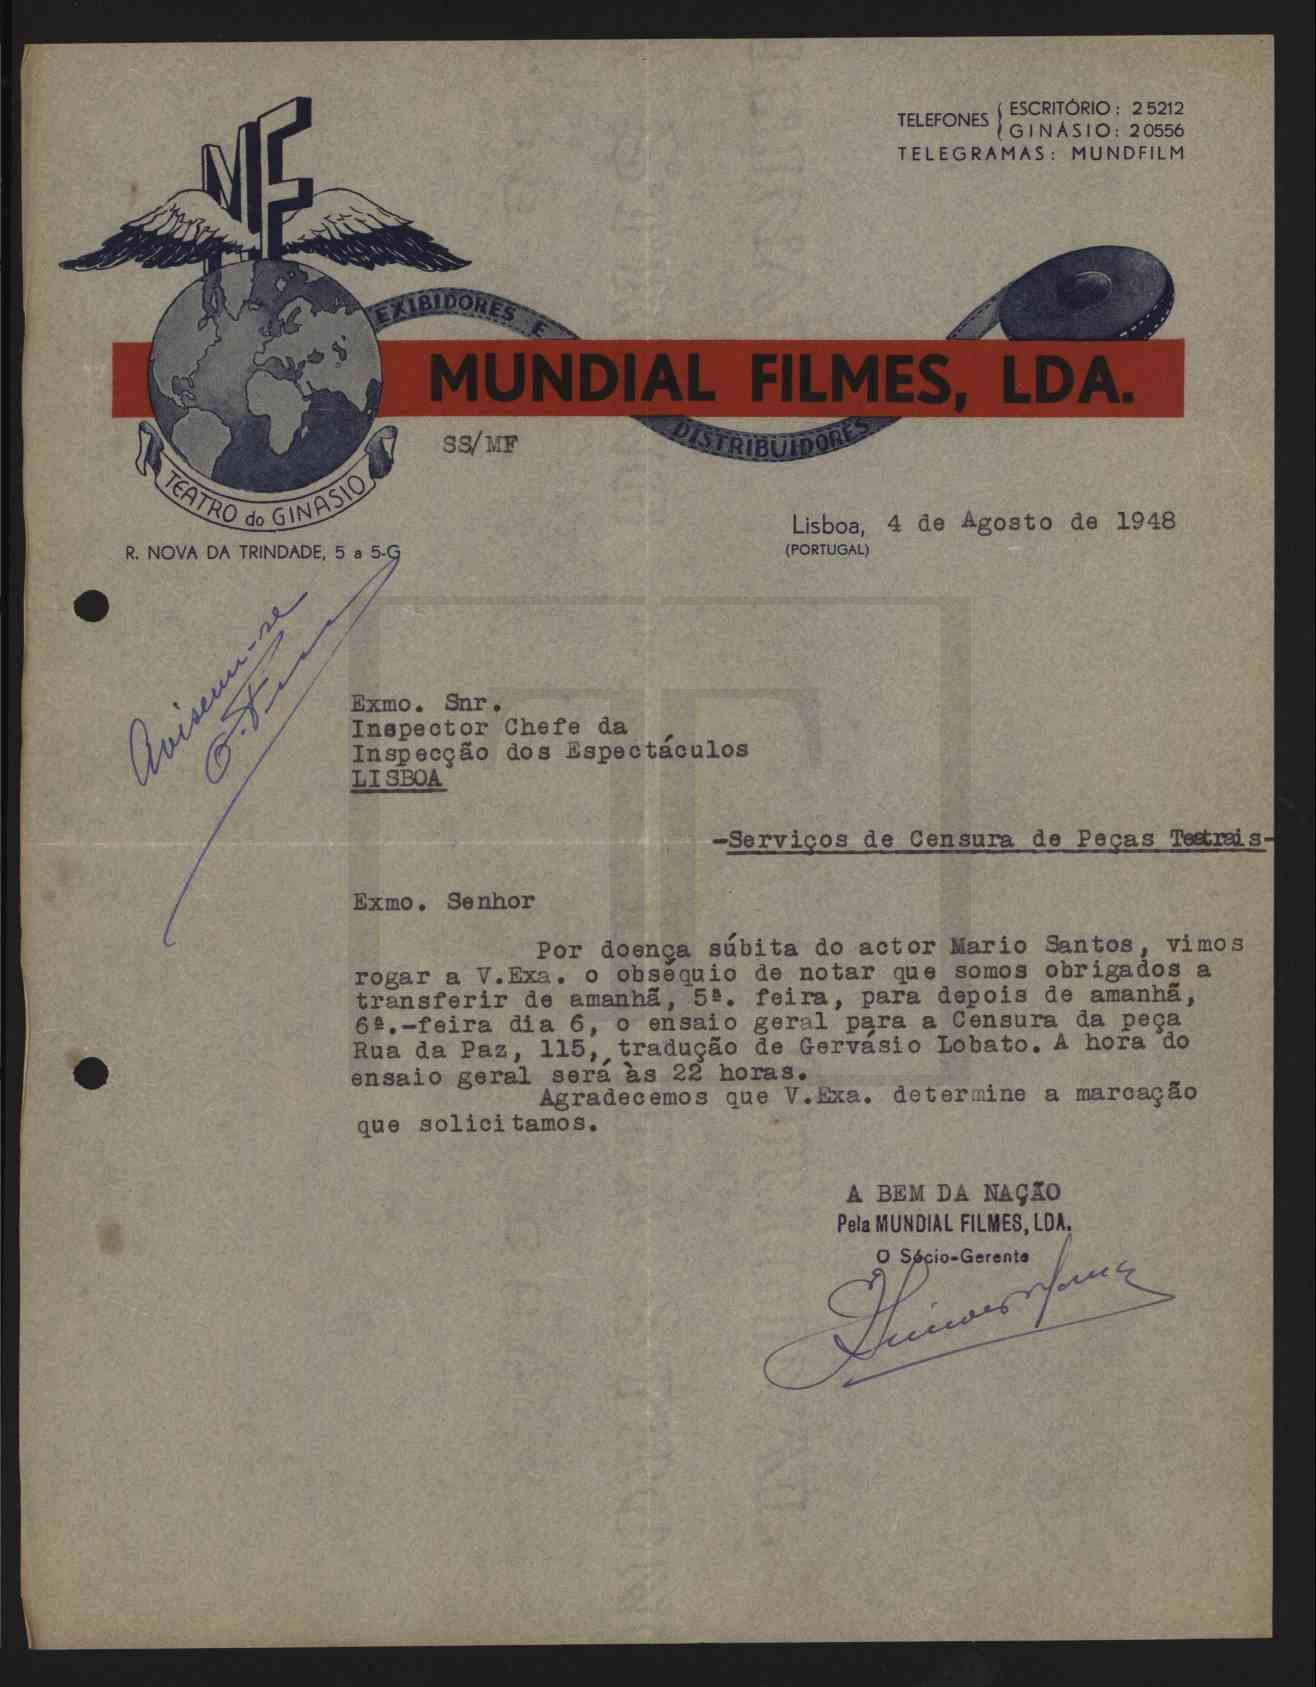 TELEFONES ESCRITÓRIO: 25212
GINÁSIO: 20556
TELEGRAMAS: MUNDFILM
MF
EXIBIDORES E
MUNDIAL FILMES, LDA.
DISTRIBUIDORES
SS/MF
TEATRO do GINASIO
R. NOVA DA TRINDADE, 5 a 5-G
Lisboa, 4 de Agosto de 1948
(PORTUGAL)
Avisem-se
Exmo. Snr.
Inspector Chefe da
Inspecção dos Espectáculos
LISBOA
-Serviços de Censura de Peças Teatrais-
Exmo. Senhor
Por doença súbita do actor Mario Santos, vimos
rogar a V.Exa. o obséquio de notar que somos obrigados a
transferir de amanhã, 5ª. feira, para depois de amanhã,
6ª.-feira dia 6, o ensaio geral para a Censura da peça
Rua da Paz, 115, tradução de Gervásio Lobato. A hora do
ensaio geral será às 22 horas.
Agradecemos que V.Exa. determine a marcação
que solicitamos.
A BEM DA NAÇÃO
Pela MUNDIAL FILMES, LDA.
O Sócio-Gerente